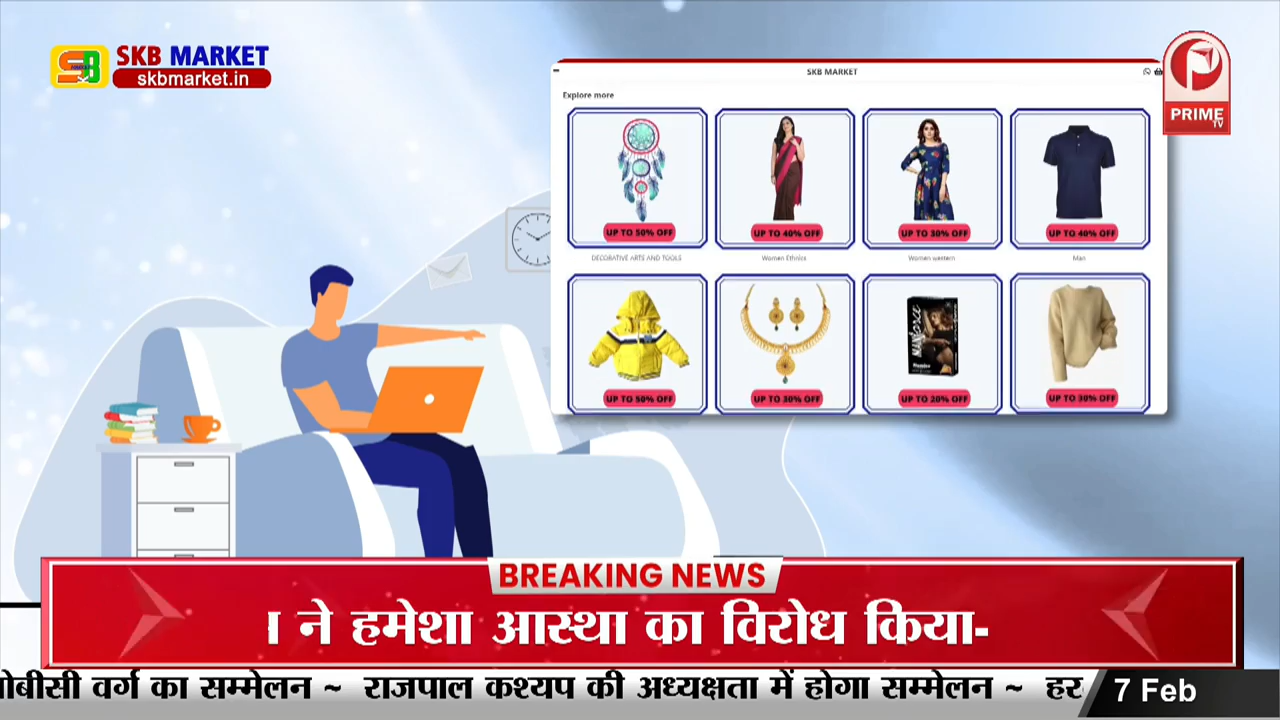 SKB MARKET
skbmarket.in
SKB MARKET
PRIME
TV
Explore more
UP TO 50% OFF
UP TO 40% OFF
UP TO 30% OFF
UP TO 40% OFF
DECORATIVE ARTS AND TOOLS
Women Ethnics
Women western
Man
MANFORCE
UP TO 50% OFF
UP TO 30% OFF
UP TO 20% OFF
UP TO 30% OFF
BREAKING NEWS
ने हमेशा आस्था का विरोध किया-
ओबीसी वर्ग का सम्मेलन ~ राजपाल कश्यप की अध्यक्षता में होगा सम्मेलन ~ हर
7 Feb